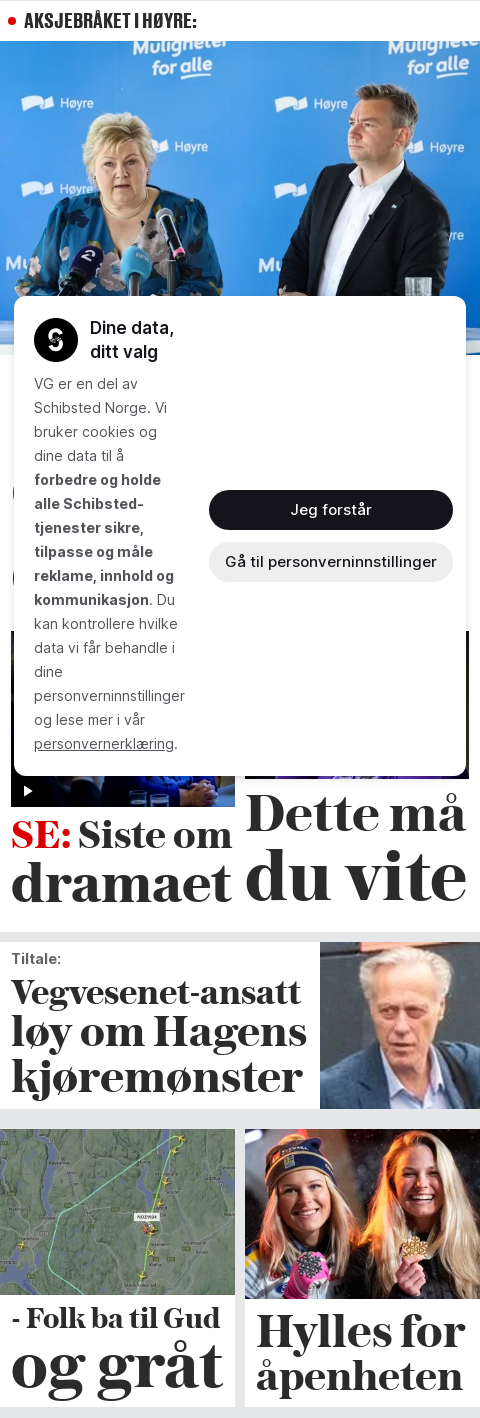 AKSJEBRÅKET I HØYRE:
Muligheter
for alle
Muligheter
for alle
Høyre
Høyre
Høyre
Høyre
Høyre
Høyre
Dine data,
ditt valg
VG er en del av
Schibsted Norge. Vi
bruker cookies og
dine data til å
forbedre og holde
alle Schibsted-
tjenester sikre,
tilpasse og måle
reklame, innhold og
kommunikasjon. Du
kan kontrollere hvilke
data vi får behandle i
dine
personverninnstillinger
og lese mer i vår
personvernerklæring.
Jeg forstår
Gå til personverninnstillinger
SE: Siste om
dramaet
Dette må
du vite
Tiltale:
Vegvesenet-ansatt
løy om Hagens
kjøremønster
- Folk ba til Gud
og gråt
Hylles for
åpenheten